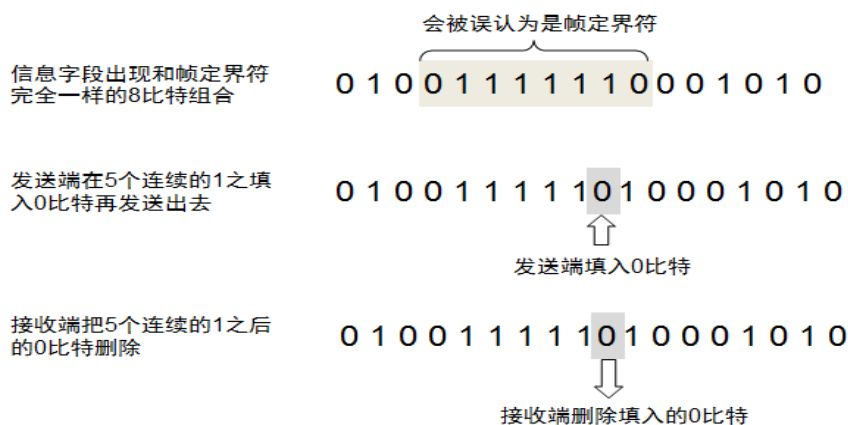 会被误认为是帧定界符
信息字段出现和帧定界符
完全一样的8比特组合
0 1 0 0 1 1 1 1 1 1 0 0 0 1 0 1 0
发送端在5个连续的1之填
入0比特再发送出去
0 1 0 0 1 1 1 1 1 0 1 0 0 0 1 0 1 0
发送端填入0比特
接收端把5个连续的1之后
的0比特删除
0 1 0 0 1 1 1 1 1 0 1 0 0 0 1 0 1 0
接收端删除填入的0比特